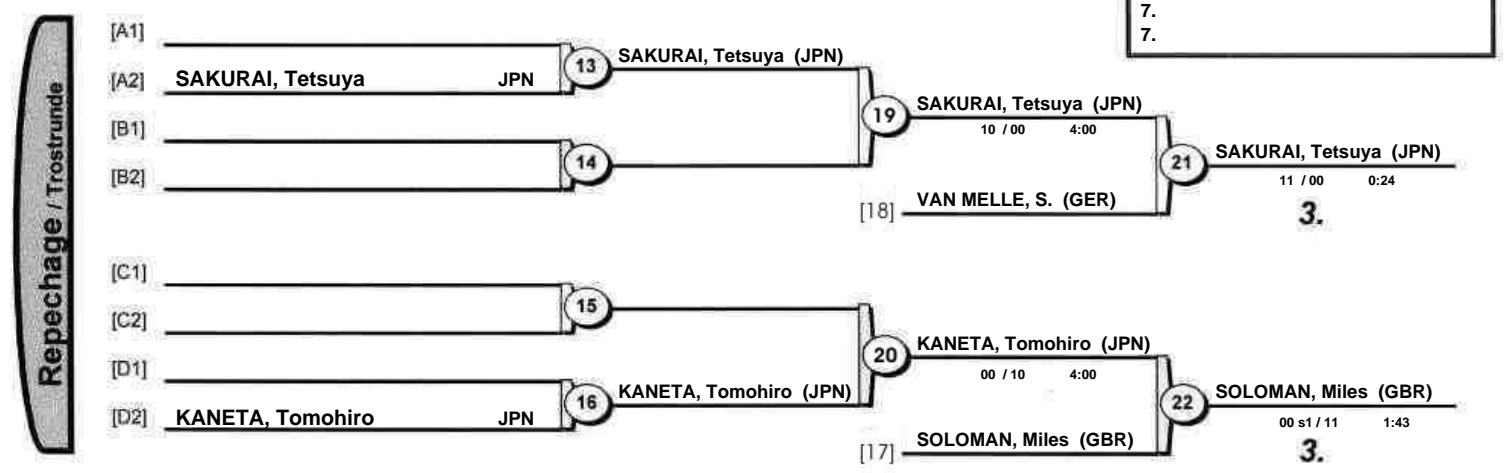 7.
7.
Repechage / Trostrunde
[A1]
[A2] SAKURAI, Tetsuya JPN
[B1]
[B2]
13
SAKURAI, Tetsuya (JPN)
14
19
SAKURAI, Tetsuya (JPN)
10 / 00 4:00
[18] VAN MELLE, S. (GER)
21
SAKURAI, Tetsuya (JPN)
11 / 00 0:24
3.
[C1]
[C2]
[D1]
[D2] KANETA, Tomohiro JPN
15
16
KANETA, Tomohiro (JPN)
20
KANETA, Tomohiro (JPN)
00 / 10 4:00
[17] SOLOMAN, Miles (GBR)
22
SOLOMAN, Miles (GBR)
00 s1 / 11 1:43
3.